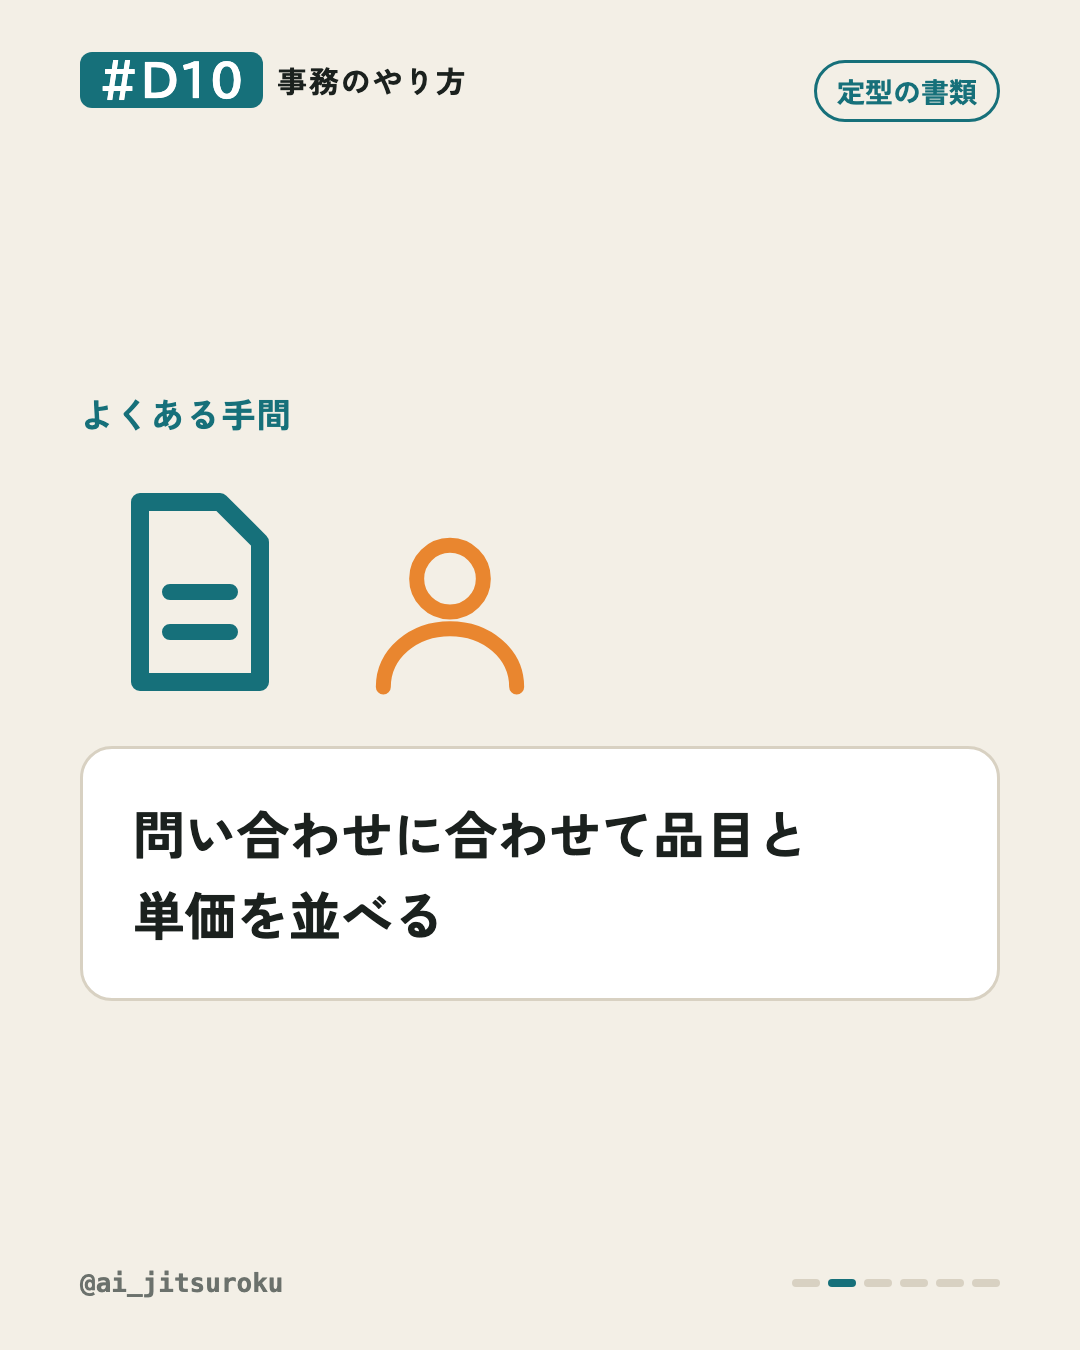 #D10 事務のやり方
定型の書類
よくある手間
問い合わせに合わせて品目と
単価を並べる
@ai_jitsuroku